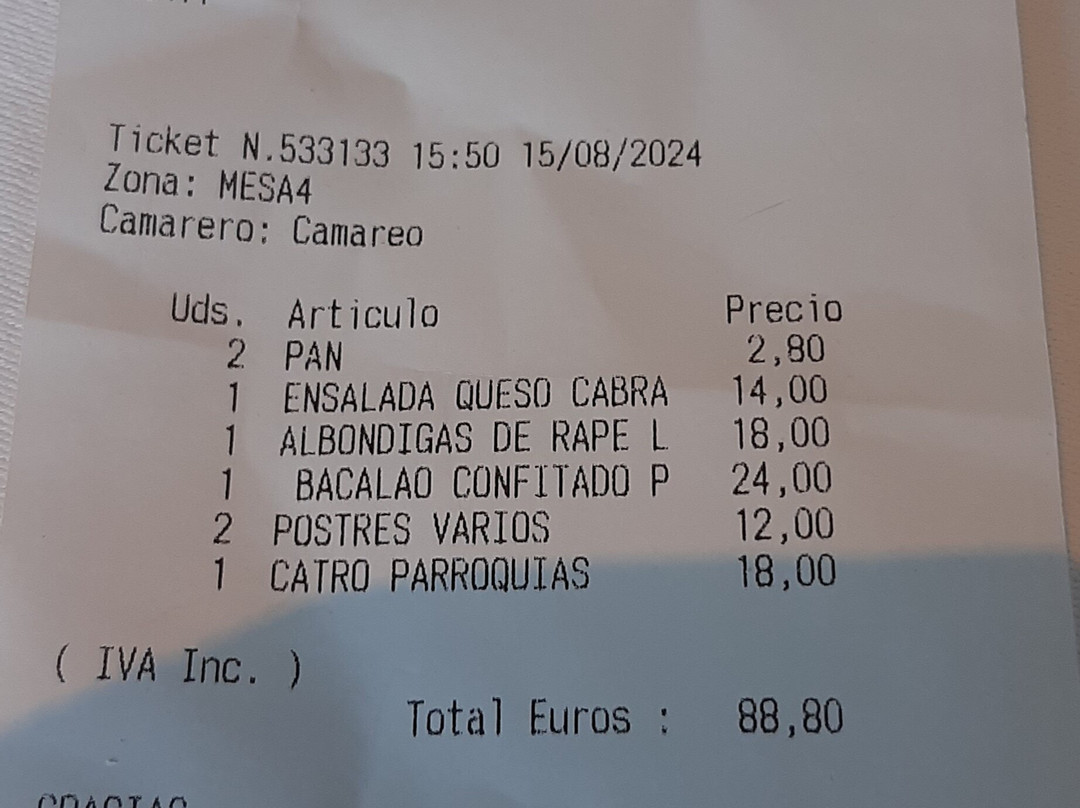 Ticket N.533133 15:50 15/08/2024
Zona: MESA4
Camarero: Camareo
Uds. Articulo Precio
2 PAN 2,80
1 ENSALADA QUESO CABRA 14,00
1 ALBONDIGAS DE RAPE L 18,00
1 BACALAO CONFITADO P 24,00
2 POSTRES VARIOS 12,00
1 CATRO PARROQUIAS 18,00
( IVA Inc. )
Total Euros : 88,80
GRACIAS